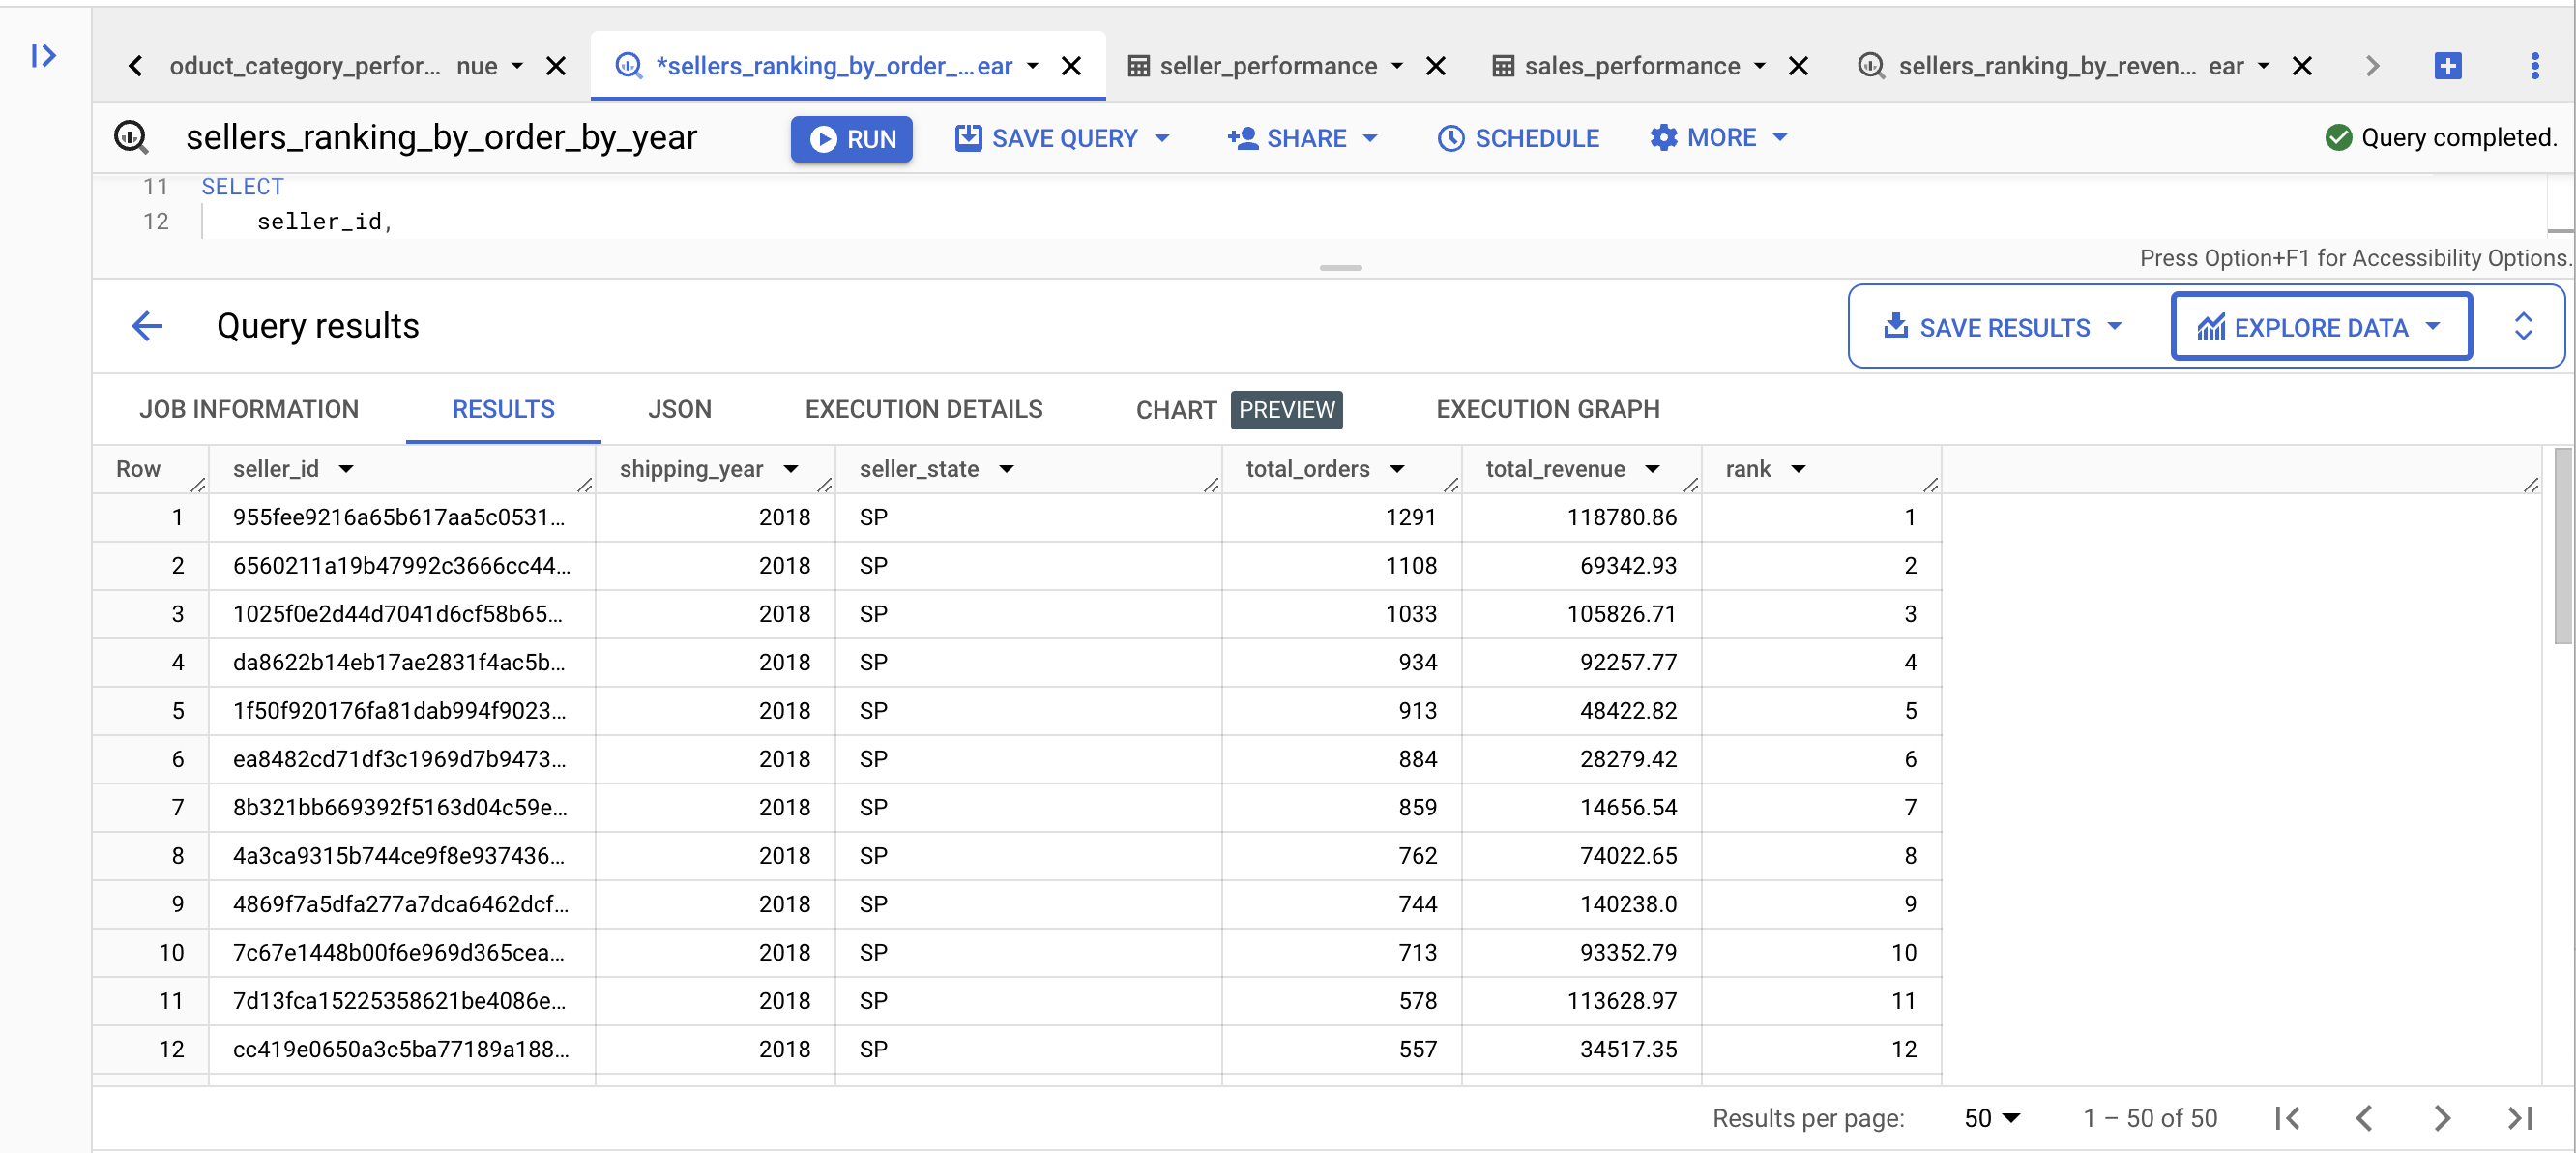 oduct_category_perfor... nue *sellers_ranking_by_order_...ear seller_performance sales_performance sellers_ranking_by_reven... ear
sellers_ranking_by_order_by_year RUN SAVE QUERY SHARE SCHEDULE MORE Query completed.
11 SELECT
12 seller_id,
Press Option+F1 for Accessibility Options.
Query results SAVE RESULTS EXPLORE DATA
JOB INFORMATION RESULTS JSON EXECUTION DETAILS CHART PREVIEW EXECUTION GRAPH
Row seller_id shipping_year seller_state total_orders total_revenue rank
1 955fee9216a65b617aa5c0531... 2018 SP 1291 118780.86 1
2 6560211a19b47992c3666cc44... 2018 SP 1108 69342.93 2
3 1025f0e2d44d7041d6cf58b65... 2018 SP 1033 105826.71 3
4 da8622b14eb17ae2831f4ac5b... 2018 SP 934 92257.77 4
5 1f50f920176fa81dab994f9023... 2018 SP 913 48422.82 5
6 ea8482cd71df3c1969d7b9473... 2018 SP 884 28279.42 6
7 8b321bb669392f5163d04c59e... 2018 SP 859 14656.54 7
8 4a3ca9315b744ce9f8e937436... 2018 SP 762 74022.65 8
9 4869f7a5dfa277a7dca6462dcf... 2018 SP 744 140238.0 9
10 7c67e1448b00f6e969d365cea... 2018 SP 713 93352.79 10
11 7d13fca15225358621be4086e... 2018 SP 578 113628.97 11
12 cc419e0650a3c5ba77189a188... 2018 SP 557 34517.35 12
Results per page: 50 1 – 50 of 50